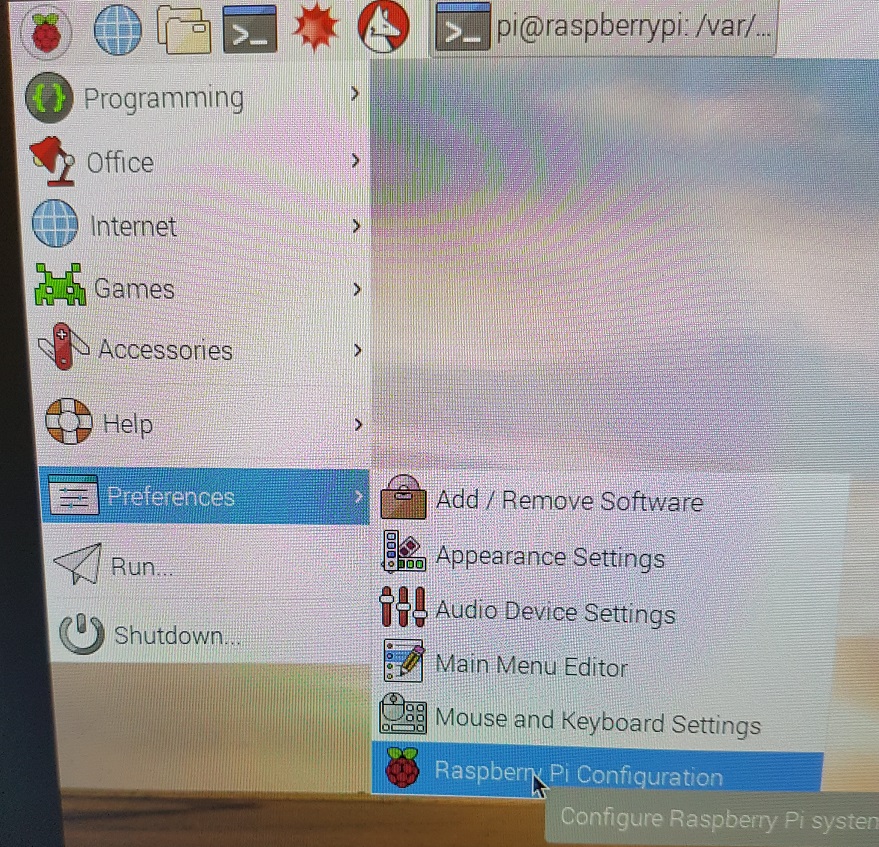 pi@raspberrypi: /var/...
Programming
Office
Internet
Games
Accessories
Help
Preferences
Run...
Shutdown...
Add / Remove Software
Appearance Settings
Audio Device Settings
Main Menu Editor
Mouse and Keyboard Settings
Raspberry Pi Configuration
Configure Raspberry Pi system